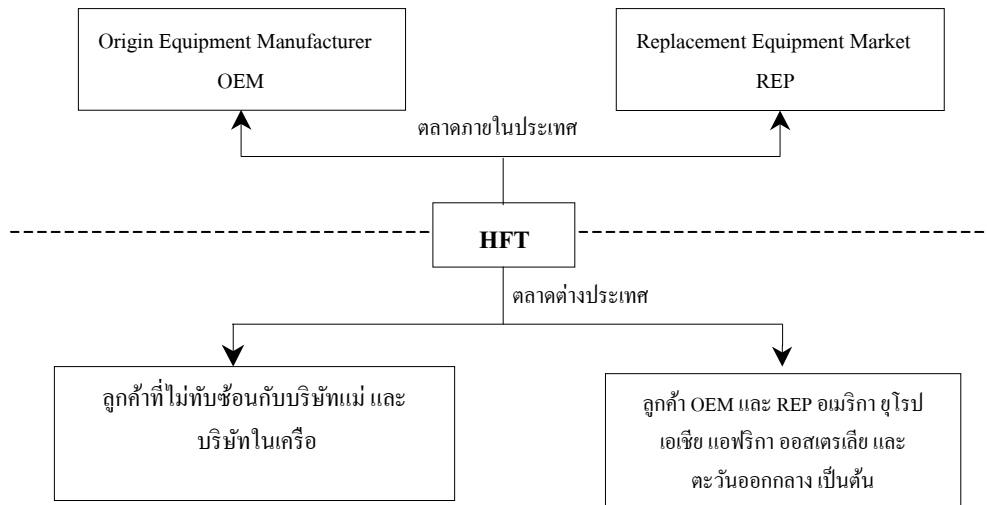 Origin Equipment Manufacturer
OEM
Replacement Equipment Market
REP
ตลาดภายในประเทศ
HFT
ตลาดต่างประเทศ
ลูกค้าที่ไม่ทับซ้อนกับบริษัทแม่ และ
บริษัทในเครือ
ลูกค้า OEM และ REP อเมริกา ยุโรป
เอเชีย แอฟริกา ออสเตรเลีย และ
ตะวันออกกลาง เป็นต้น